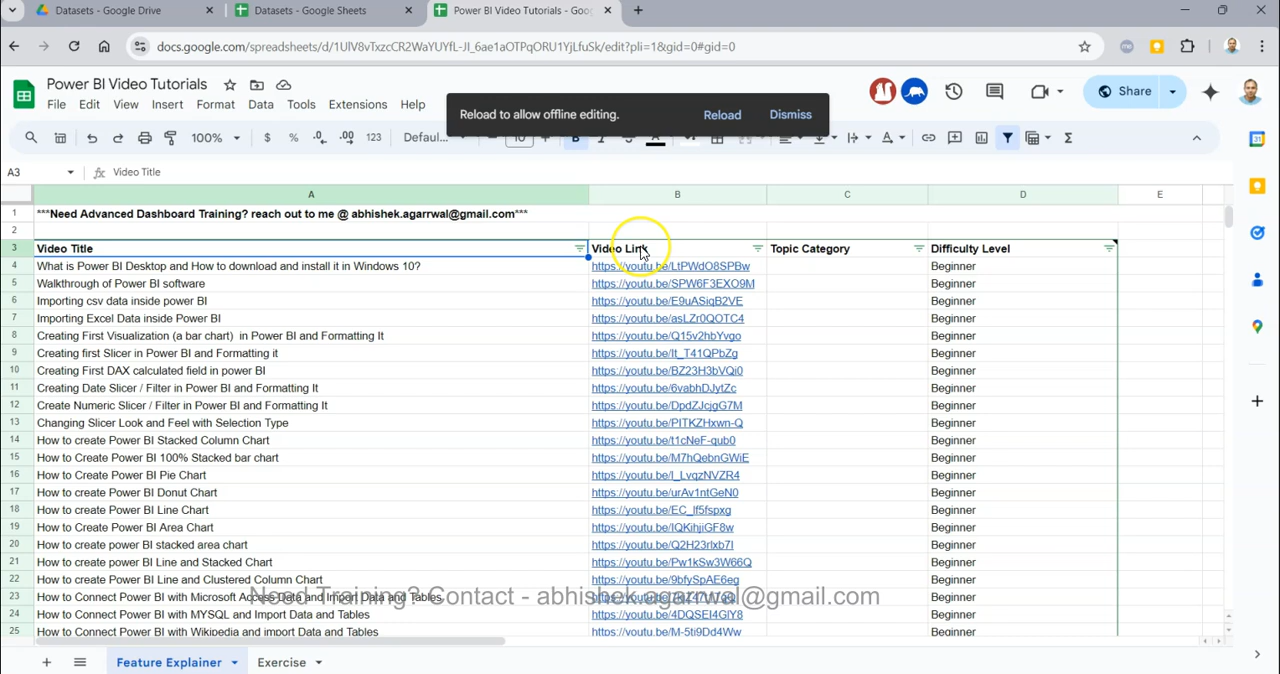 Datasets - Google Drive
Datasets - Google Sheets
Power BI Video Tutorials - Goo
docs.google.com/spreadsheets/d/1UlV8vTxzcCR2WaYUYfL-JI_6ae1aOTPqORU1YjLfuSk/edit?pli=1&gid=0#gid=0
Power BI Video Tutorials
Share
File Edit View Insert Format Data Tools Extensions Help
Reload to allow offline editing. Reload Dismiss
100% $ % .0 .00 123 Defaul... 10
A3 fx Video Title
A B C D E
1 ***Need Advanced Dashboard Training? reach out to me @ abhishek.agarrwal@gmail.com***
2
3 Video Title Video Link Topic Category Difficulty Level
4 What is Power BI Desktop and How to download and install it in Windows 10? https://youtu.be/LtPWdO8SPBw Beginner
5 Walkthrough of Power BI software https://youtu.be/SPW6F3EXO9M Beginner
6 Importing csv data inside power BI https://youtu.be/E9uASiqB2VE Beginner
7 Importing Excel Data inside Power BI https://youtu.be/asLZr0QOTC4 Beginner
8 Creating First Visualization (a bar chart) in Power BI and Formatting It https://youtu.be/Q15v2hbYvgo Beginner
9 Creating first Slicer in Power BI and Formatting it https://youtu.be/It_T41QPbZg Beginner
10 Creating First DAX calculated field in power BI https://youtu.be/BZ23H3bVQi0 Beginner
11 Creating Date Slicer / Filter in Power BI and Formatting It https://youtu.be/6vabhDJytZc Beginner
12 Create Numeric Slicer / Filter in Power BI and Formatting It https://youtu.be/DpdZJcjgG7M Beginner
13 Changing Slicer Look and Feel with Selection Type https://youtu.be/PITKZHxwn-Q Beginner
14 How to create Power BI Stacked Column Chart https://youtu.be/t1cNeF-qub0 Beginner
15 How to Create Power BI 100% Stacked bar chart https://youtu.be/M7hQebnGWiE Beginner
16 How to Create Power BI Pie Chart https://youtu.be/I_LvqzNVZR4 Beginner
17 How to create Power BI Donut Chart https://youtu.be/urAv1ntGeN0 Beginner
18 How to create Power BI Line Chart https://youtu.be/EC_lf5fspxg Beginner
19 How to Create Power BI Area Chart https://youtu.be/IQKihjiGF8w Beginner
20 How to create power BI stacked area chart https://youtu.be/Q2H23rlxb7I Beginner
21 How to create power BI Line and Stacked Chart https://youtu.be/Pw1kSw3W66Q Beginner
22 How to create Power BI Line and Clustered Column Chart https://youtu.be/9bfySpAE6eg Beginner
23 How to Connect Power BI with Microsoft Access Data and Import Data and Tables Beginner
Need Training? Contact - abhishek.agarrwal@gmail.com
24 How to Connect Power BI with MYSQL and Import Data and Tables https://youtu.be/4DQSEI4GlY8 Beginner
25 How to Connect Power BI with Wikipedia and import Data and Tables https://youtu.be/M-5ti9Dd4Ww Beginner
Feature Explainer Exercise